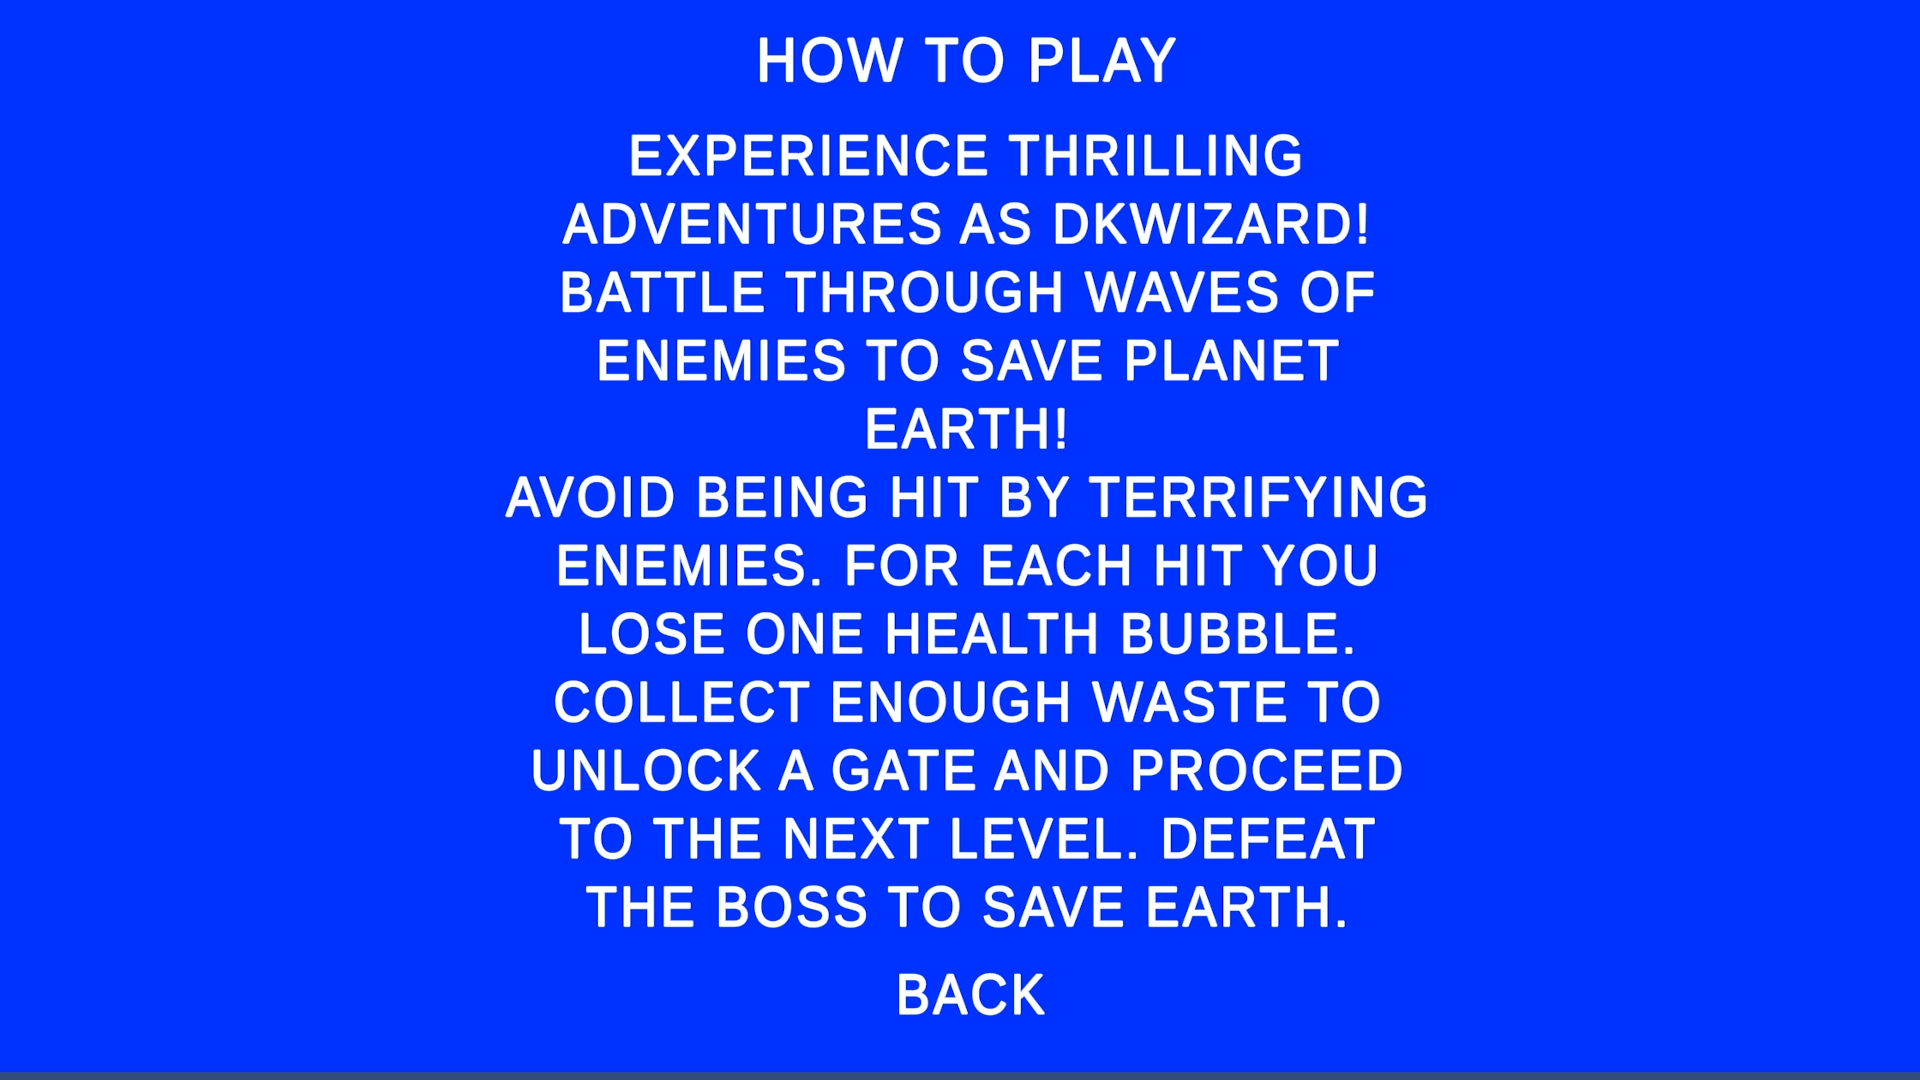 HOW TO PLAY
EXPERIENCE THRILLING
ADVENTURES AS DKWIZARD!
BATTLE THROUGH WAVES OF
ENEMIES TO SAVE PLANET
EARTH!
AVOID BEING HIT BY TERRIFYING
ENEMIES. FOR EACH HIT YOU
LOSE ONE HEALTH BUBBLE.
COLLECT ENOUGH WASTE TO
UNLOCK A GATE AND PROCEED
TO THE NEXT LEVEL. DEFEAT
THE BOSS TO SAVE EARTH.
BACK